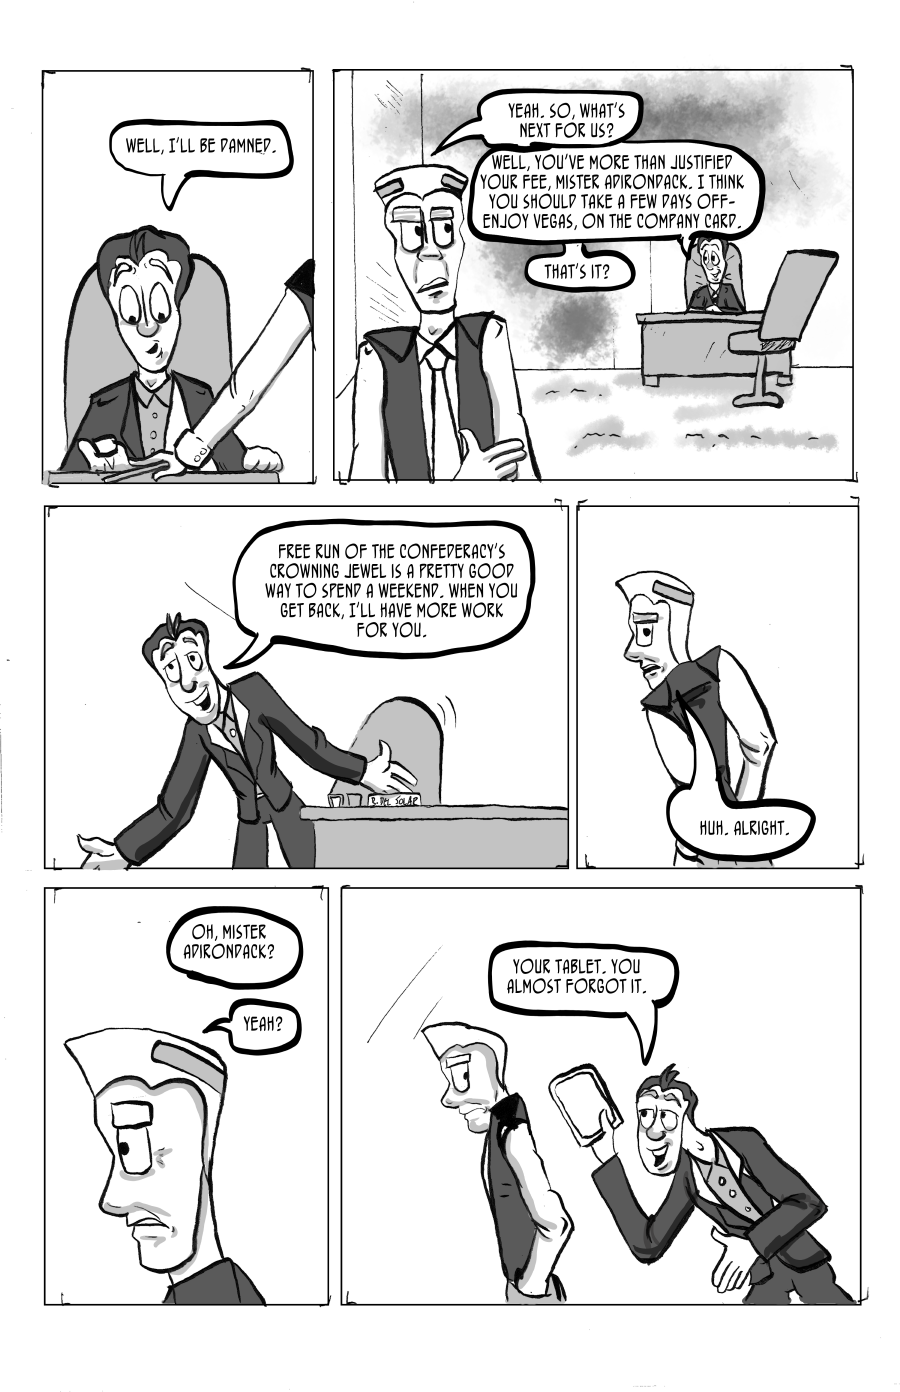 WELL, I'LL BE DAMNED.
YEAH. SO, WHAT'S
NEXT FOR US?
WELL, YOU'VE MORE THAN JUSTIFIED
YOUR FEE, MISTER ADIRONDACK. I THINK
YOU SHOULD TAKE A FEW DAYS OFF-
ENJOY VEGAS, ON THE COMPANY CARD.
THAT'S IT?
FREE RUN OF THE CONFEDERACY'S
CROWNING JEWEL IS A PRETTY GOOD
WAY TO SPEND A WEEKEND. WHEN YOU
GET BACK, I'LL HAVE MORE WORK
FOR YOU.
R. DEL SOLAR
HUH. ALRIGHT.
OH, MISTER
ADIRONDACK?
YEAH?
YOUR TABLET. YOU
ALMOST FORGOT IT.